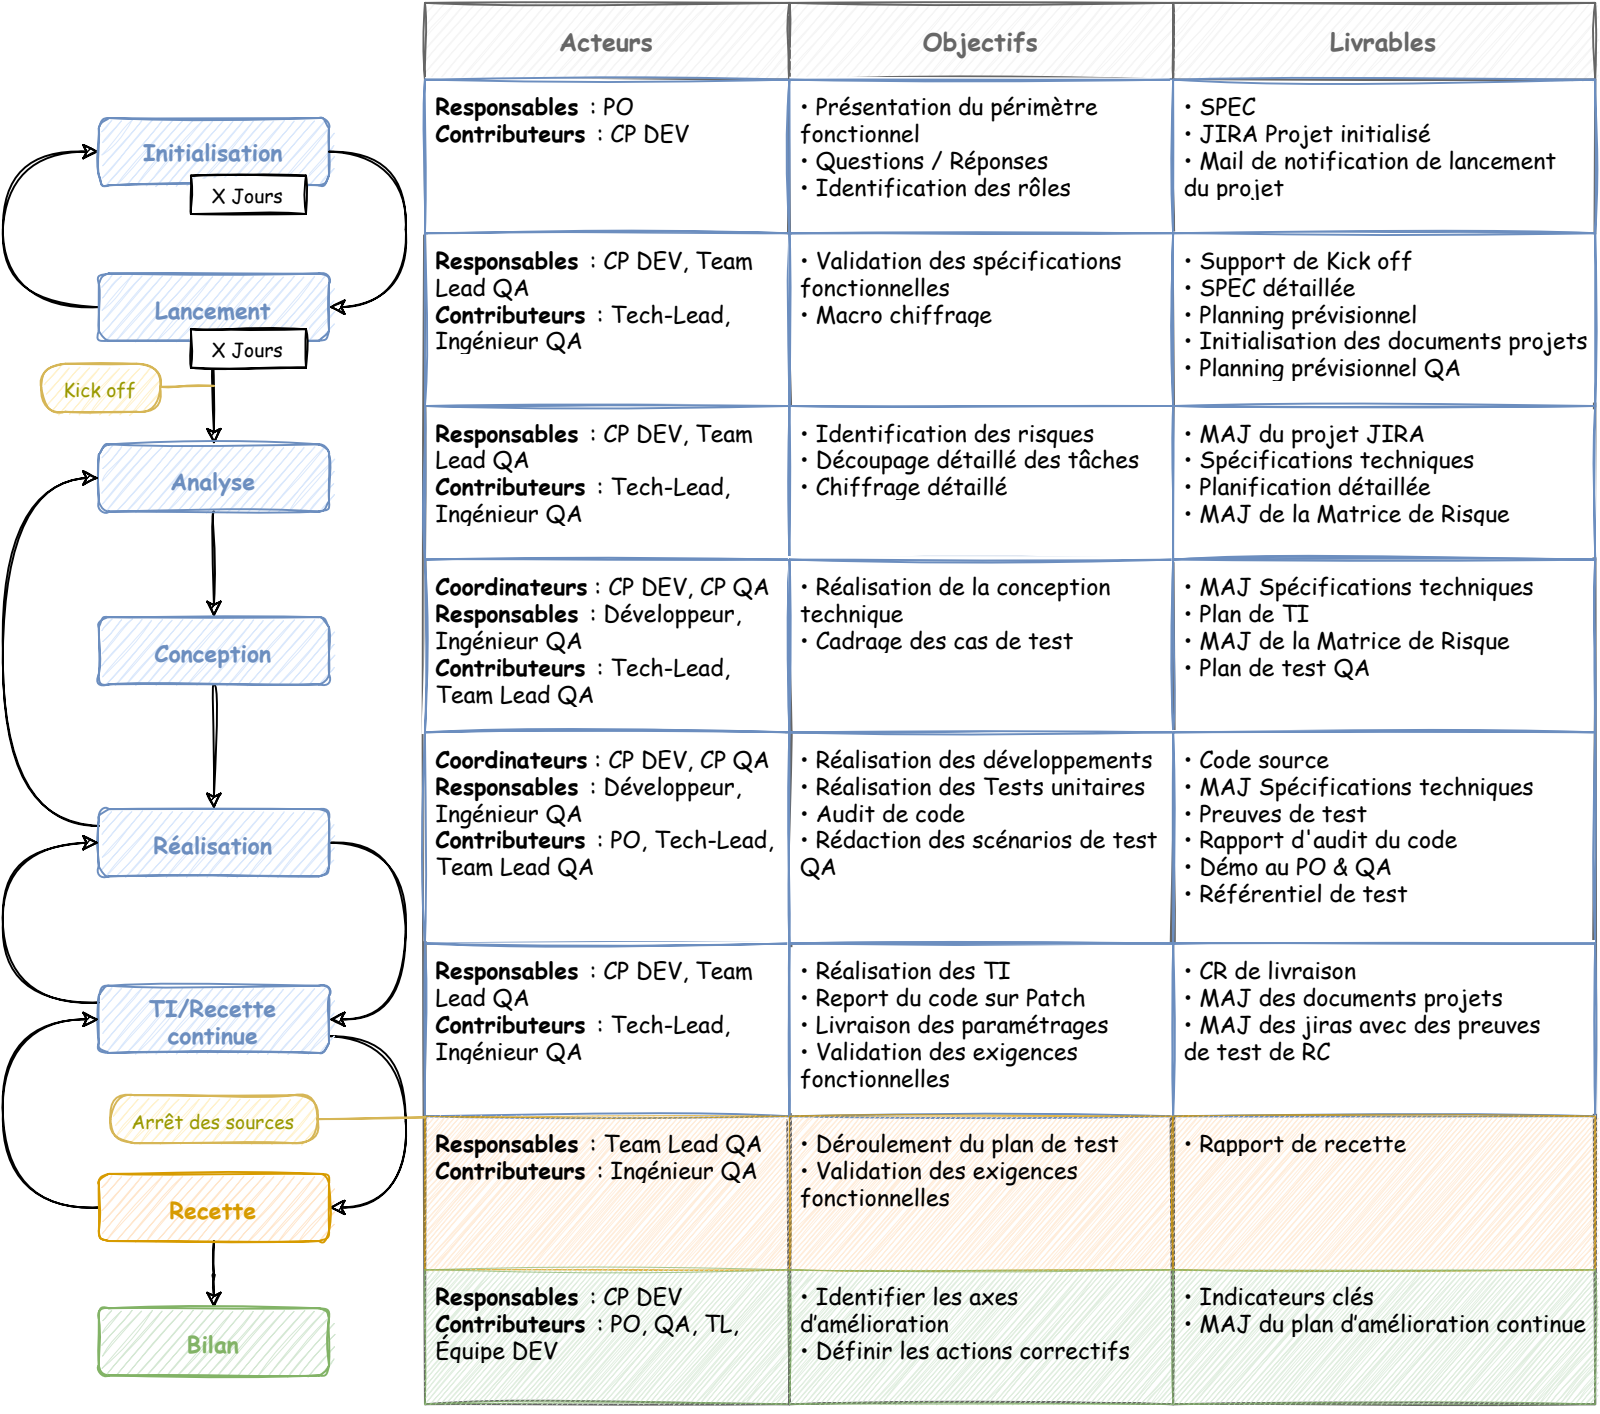 Acteurs
Objectifs
Livrables
Initialisation
X Jours
Responsables : PO
Contributeurs : CP DEV
• Présentation du périmètre
fonctionnel
• Questions / Réponses
• Identification des rôles
• SPEC
• JIRA Projet initialisé
• Mail de notification de lancement
du projet
Lancement
X Jours
Responsables : CP DEV, Team
Lead QA
Contributeurs : Tech-Lead,
Ingénieur QA
• Validation des spécifications
fonctionnelles
• Macro chiffrage
• Support de Kick off
• SPEC détaillée
• Planning prévisionnel
• Initialisation des documents projets
• Planning prévisionnel QA
Kick off
Analyse
Responsables : CP DEV, Team
Lead QA
Contributeurs : Tech-Lead,
Ingénieur QA
• Identification des risques
• Découpage détaillé des tâches
• Chiffrage détaillé
• MAJ du projet JIRA
• Spécifications techniques
• Planification détaillée
• MAJ de la Matrice de Risque
Conception
Coordinateurs : CP DEV, CP QA
Responsables : Développeur,
Ingénieur QA
Contributeurs : Tech-Lead,
Team Lead QA
• Réalisation de la conception
technique
• Cadrage des cas de test
• MAJ Spécifications techniques
• Plan de TI
• MAJ de la Matrice de Risque
• Plan de test QA
Réalisation
Coordinateurs : CP DEV, CP QA
Responsables : Développeur,
Ingénieur QA
Contributeurs : PO, Tech-Lead,
Team Lead QA
• Réalisation des développements
• Réalisation des Tests unitaires
• Audit de code
• Rédaction des scénarios de test
QA
• Code source
• MAJ Spécifications techniques
• Preuves de test
• Rapport d'audit du code
• Démo au PO & QA
• Référentiel de test
TI/Recette
continue
Responsables : CP DEV, Team
Lead QA
Contributeurs : Tech-Lead,
Ingénieur QA
• Réalisation des TI
• Report du code sur Patch
• Livraison des paramétrages
• Validation des exigences
fonctionnelles
• CR de livraison
• MAJ des documents projets
• MAJ des jiras avec des preuves
de test de RC
Arrêt des sources
Recette
Responsables : Team Lead QA
Contributeurs : Ingénieur QA
• Déroulement du plan de test
• Validation des exigences
fonctionnelles
• Rapport de recette
Bilan
Responsables : CP DEV
Contributeurs : PO, QA, TL,
Équipe DEV
• Identifier les axes
d’amélioration
• Définir les actions correctifs
• Indicateurs clés
• MAJ du plan d’amélioration continue